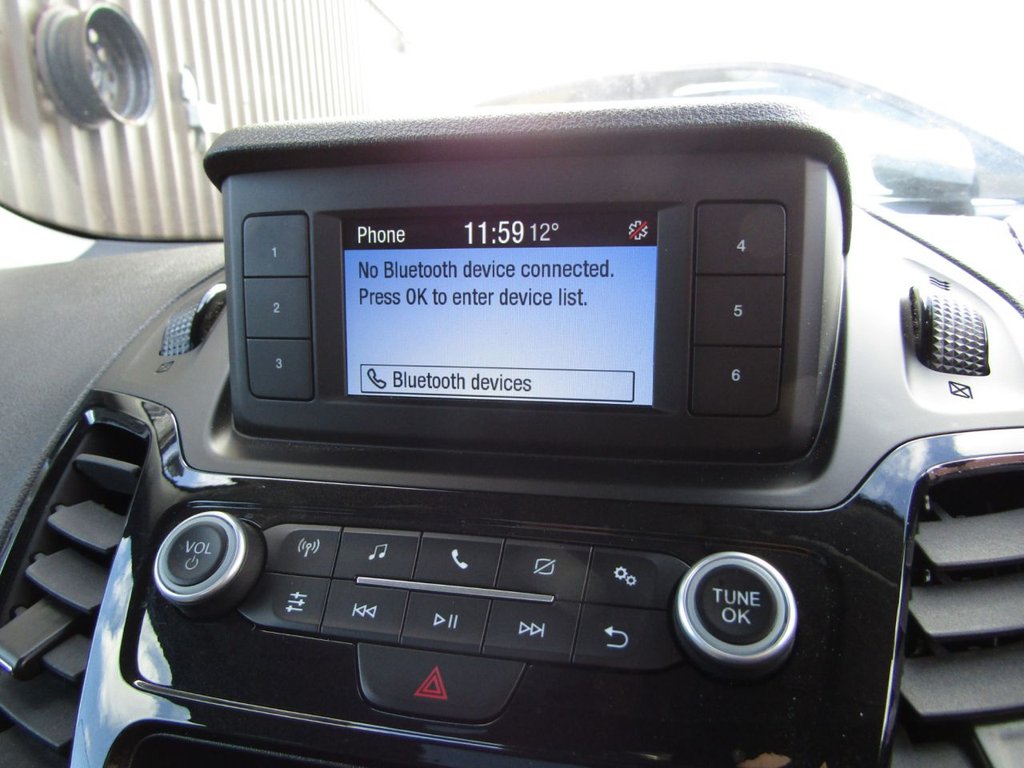 Phone 11:59 12°
No Bluetooth device connected.
Press OK to enter device list.
Bluetooth devices
1
2
3
4
5
6
VOL
TUNE
OK